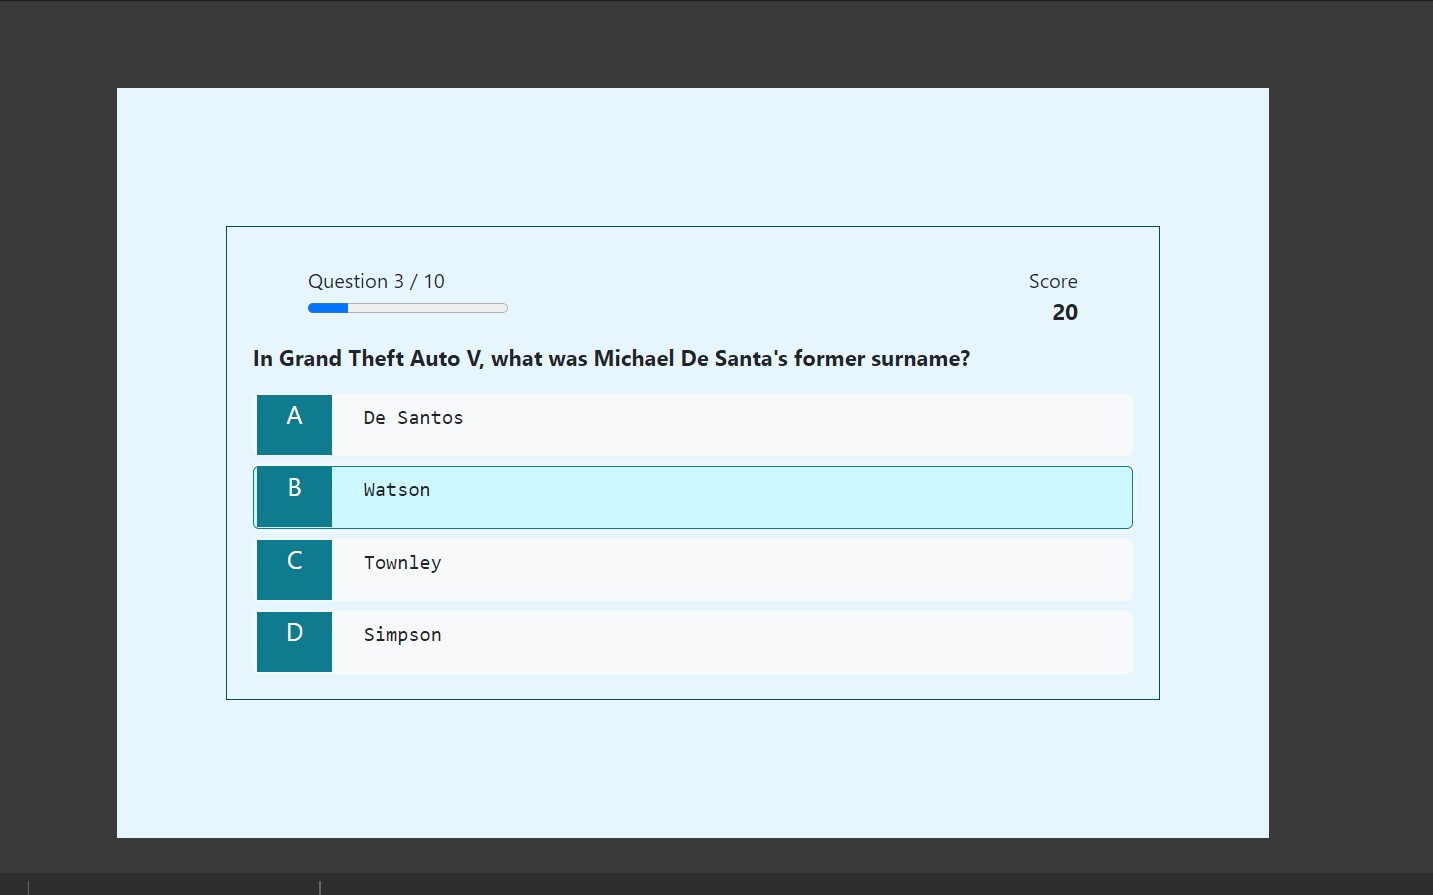 Question 3 / 10
Score
20
In Grand Theft Auto V, what was Michael De Santa's former surname?
A De Santos
B Watson
C Townley
D Simpson